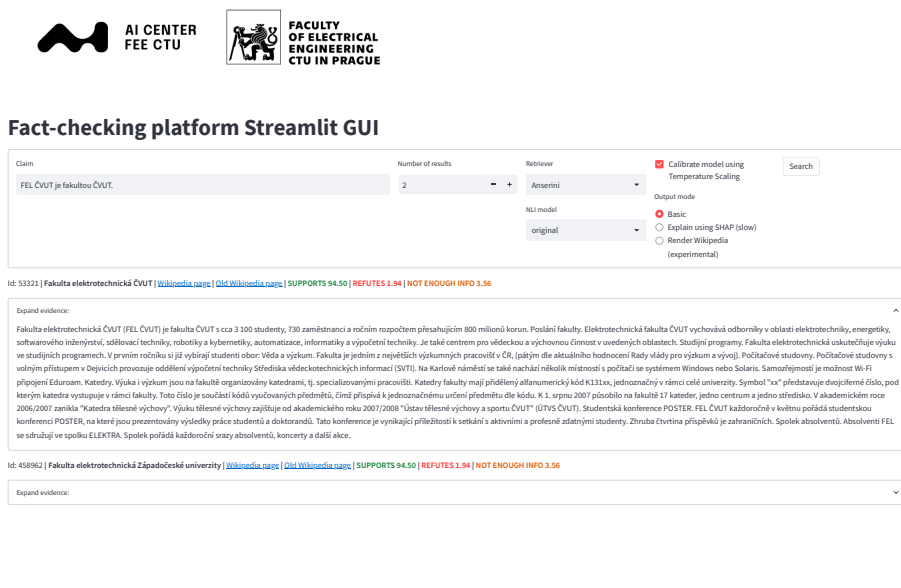 AI CENTER
FEE CTU
FACULTY
OF ELECTRICAL
ENGINEERING
CTU IN PRAGUE
Fact-checking platform Streamlit GUI
Claim
FEL ČVUT je fakultou ČVUT.
Number of results
2 - +
Retriever
Anserini
NLI model
original
Calibrate model using
Temperature Scaling
Output mode
Basic
Explain using SHAP (slow)
Render Wikipedia
(experimental)
Search
Id: 53321 | Fakulta elektrotechnická ČVUT | Wikipedia page | Old Wikipedia page | SUPPORTS 94.50 | REFUTES 1.94 | NOT ENOUGH INFO 3.56
Expand evidence:
Fakulta elektrotechnická ČVUT (FEL ČVUT) je fakulta ČVUT s cca 3 100 studenty, 730 zaměstnanci a ročním rozpočtem přesahujícím 800 milionů korun. Poslání fakulty. Elektrotechnická fakulta ČVUT vychovává odborníky v oblasti elektrotechniky, energetiky,
softwarového inženýrství, sdělovací techniky, robotiky a kybernetiky, automatizace, informatiky a výpočetní techniky. Je také centrem pro vědeckou a výchovnou činnost v uvedených oblastech. Studijní programy. Fakulta elektrotechnická uskutečňuje výuku
ve studijních programech. V prvním ročníku si již vybírají studenti obor: Věda a výzkum. Fakulta je jedním z největších výzkumných pracovišť v ČR, (pátým dle aktuálního hodnocení Rady vlády pro výzkum a vývoj). Počítačové studovny. Počítačové studovny s
volným přístupem v Dejvicích provozuje oddělení výpočetní techniky Střediska vědeckotechnických informací (SVTI). Na Karlově náměstí se také nachází několik místností s počítači se systémem Windows nebo Solaris. Samozřejmostí je možnost Wi-Fi
připojení Eduroam. Katedry. Výuka i výzkum jsou na fakultě organizovány katedrami, tj. specializovanými pracovišti. Katedry fakulty mají přidělený alfanumerický kód K131xx, jednoznačný v rámci celé univerzity. Symbol "xx" představuje dvojciferné číslo, pod
kterým katedra vystupuje v rámci fakulty. Toto číslo je součástí kódů vyučovaných předmětů, čímž přispívá k jednoznačnému určení předmětu dle kódu. K 1. srpnu 2007 působilo na fakultě 17 kateder, jedno centrum a jedno středisko. V akademickém roce
2006/2007 zanikla "Katedra tělesné výchovy". Výuku tělesné výchovy zajišťuje od akademického roku 2007/2008 "Ústav tělesné výchovy a sportu ČVUT" (ÚTVS ČVUT). Studentská konference POSTER. FEL ČVUT každoročně v květnu pořádá studentskou
konferenci POSTER, na které jsou prezentovány výsledky práce studentů a doktorandů. Tato konference je vynikající příležitostí k setkání s aktivními a profesně zdatnými studenty. Zhruba čtvrtina příspěvků je zahraničních. Spolek absolventů. Absolventi FEL
se sdružují ve spolku ELEKTRA. Spolek pořádá každoroční srazy absolventů, koncerty a další akce.
Id: 458962 | Fakulta elektrotechnická Západočeské univerzity | Wikipedia page | Old Wikipedia page | SUPPORTS 94.50 | REFUTES 1.94 | NOT ENOUGH INFO 3.56
Expand evidence: